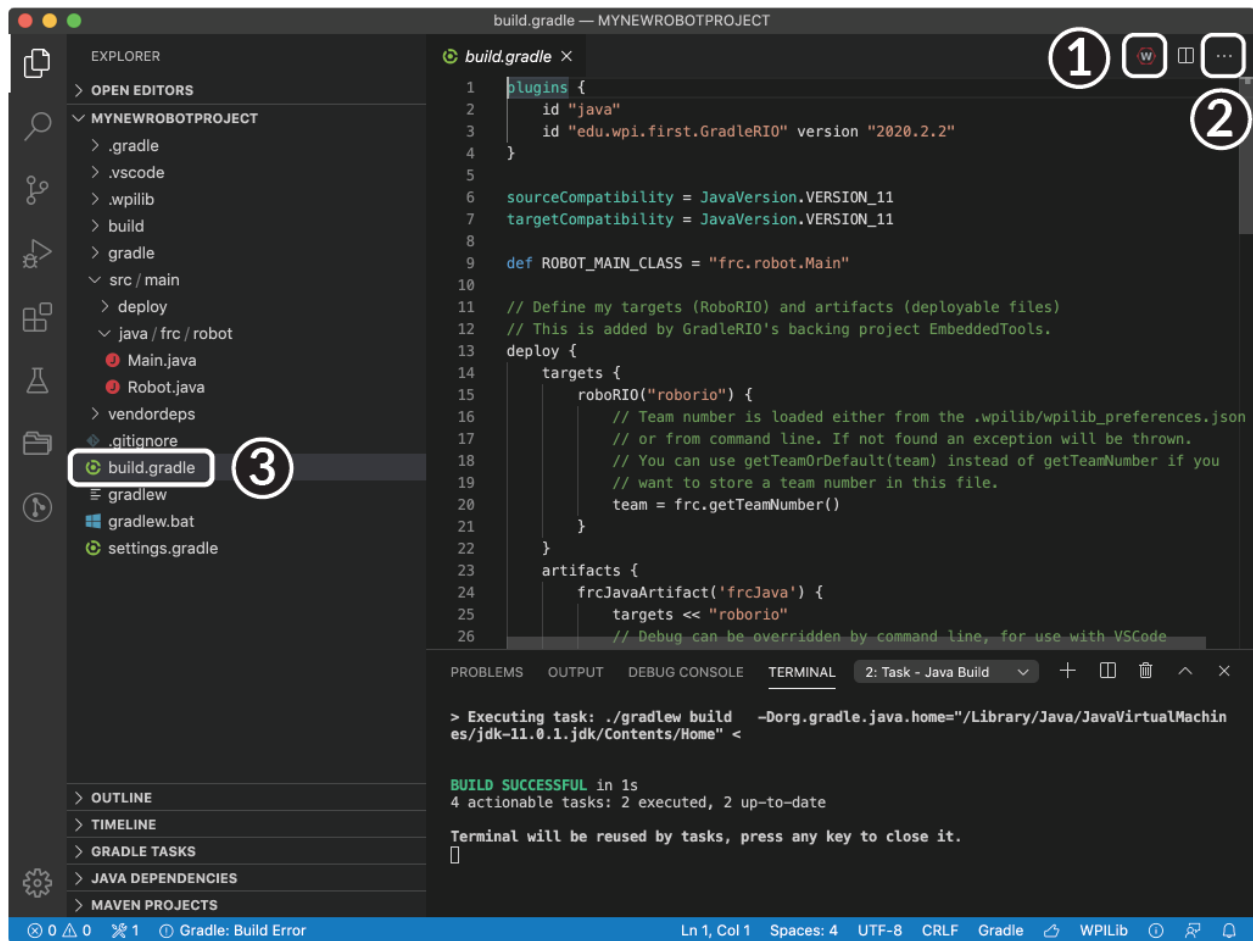 build.gradle — MYNEWROBOTPROJECT
EXPLORER
OPEN EDITORS
MYNEWROBOTPROJECT
.gradle
.vscode
.wpilib
build
gradle
src / main
deploy
java / frc / robot
J Main.java
J Robot.java
vendordeps
.gitignore
build.gradle
3
gradlew
gradlew.bat
settings.gradle
OUTLINE
TIMELINE
GRADLE TASKS
JAVA DEPENDENCIES
MAVEN PROJECTS
build.gradle
1
W
...
2
1 plugins {
2     id "java"
3     id "edu.wpi.first.GradleRIO" version "2020.2.2"
4 }
5
6 sourceCompatibility = JavaVersion.VERSION_11
7 targetCompatibility = JavaVersion.VERSION_11
8
9 def ROBOT_MAIN_CLASS = "frc.robot.Main"
10
11 // Define my targets (RoboRIO) and artifacts (deployable files)
12 // This is added by GradleRIO's backing project EmbeddedTools.
13 deploy {
14     targets {
15         roboRIO("roborio") {
16             // Team number is loaded either from the .wpilib/wpilib_preferences.json
17             // or from command line. If not found an exception will be thrown.
18             // You can use getTeamOrDefault(team) instead of getTeamNumber if you
19             // want to store a team number in this file.
20             team = frc.getTeamNumber()
21         }
22     }
23     artifacts {
24         frcJavaArtifact('frcJava') {
25             targets << "roborio"
26             // Debug can be overridden by command line, for use with VSCode
PROBLEMS OUTPUT DEBUG CONSOLE TERMINAL 2: Task - Java Build
> Executing task: ./gradlew build   -Dorg.gradle.java.home="/Library/Java/JavaVirtualMachin
es/jdk-11.0.1.jdk/Contents/Home" <
BUILD SUCCESSFUL in 1s
4 actionable tasks: 2 executed, 2 up-to-date
Terminal will be reused by tasks, press any key to close it.
0 0 1 Gradle: Build Error Ln 1, Col 1 Spaces: 4 UTF-8 CRLF Gradle WPILib